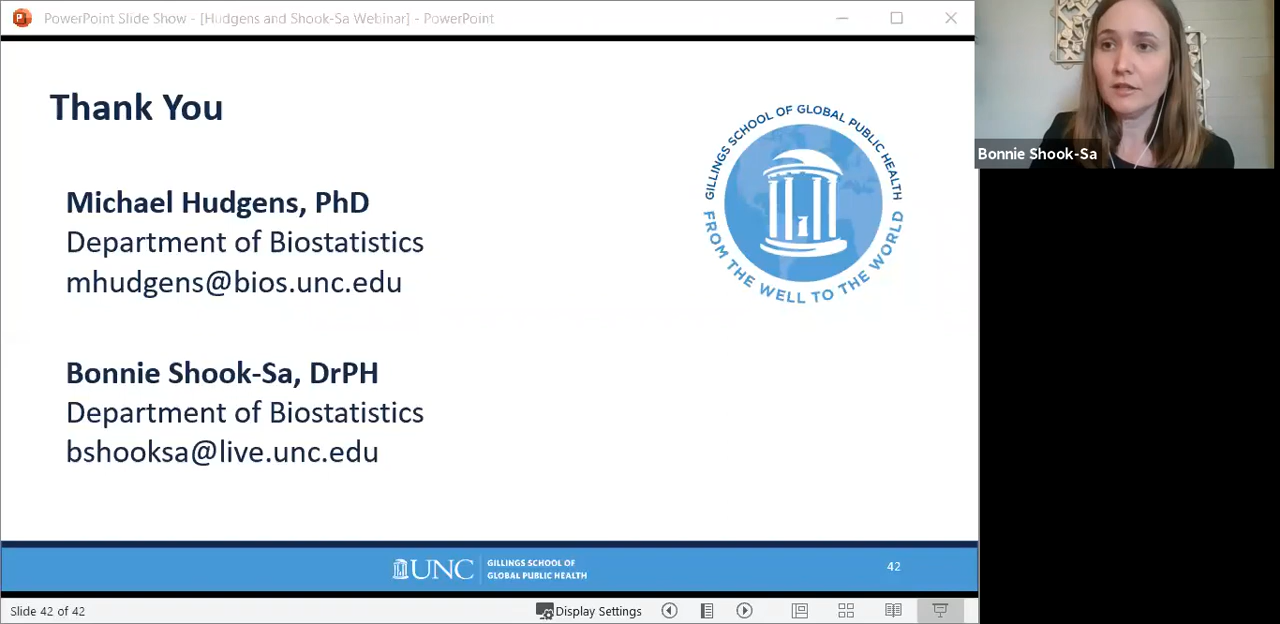 PowerPoint Slide Show - [Hudgens and Shook-Sa Webinar] - PowerPoint
Thank You
Michael Hudgens, PhD
Department of Biostatistics
mhudgens@bios.unc.edu
Bonnie Shook-Sa, DrPH
Department of Biostatistics
bshooksa@live.unc.edu
GILLINGS SCHOOL OF GLOBAL PUBLIC HEALTH
FROM THE WELL TO THE WORLD
Bonnie Shook-Sa
UNC
GILLINGS SCHOOL OF
GLOBAL PUBLIC HEALTH
42
Slide 42 of 42
Display Settings